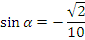 sin α = −√2/10